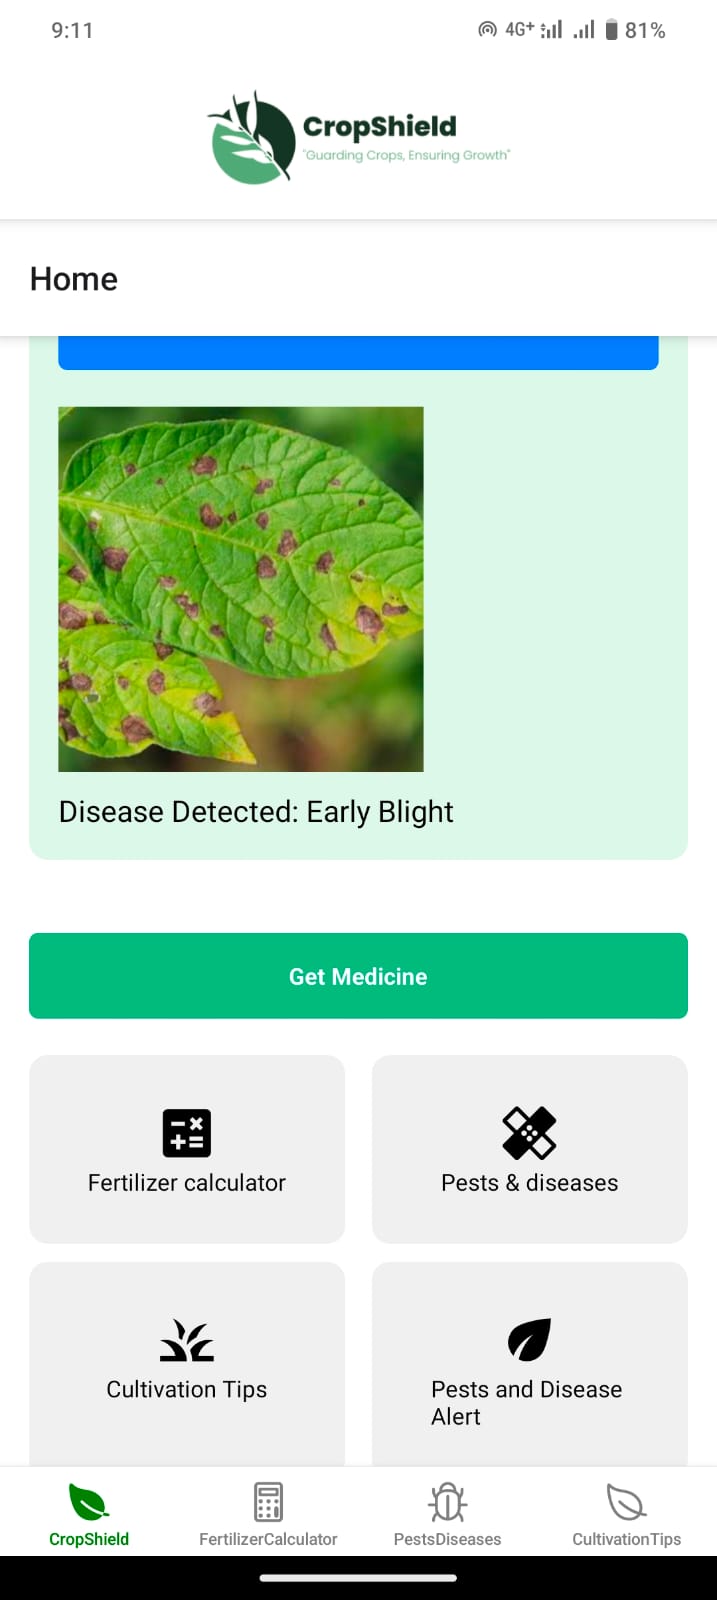 9:11
4G+
81%
CropShield
"Guarding Crops, Ensuring Growth"
Home
Disease Detected: Early Blight
Get Medicine
Fertilizer calculator
Pests & diseases
Cultivation Tips
Pests and Disease
Alert
CropShield
FertilizerCalculator
PestsDiseases
CultivationTips